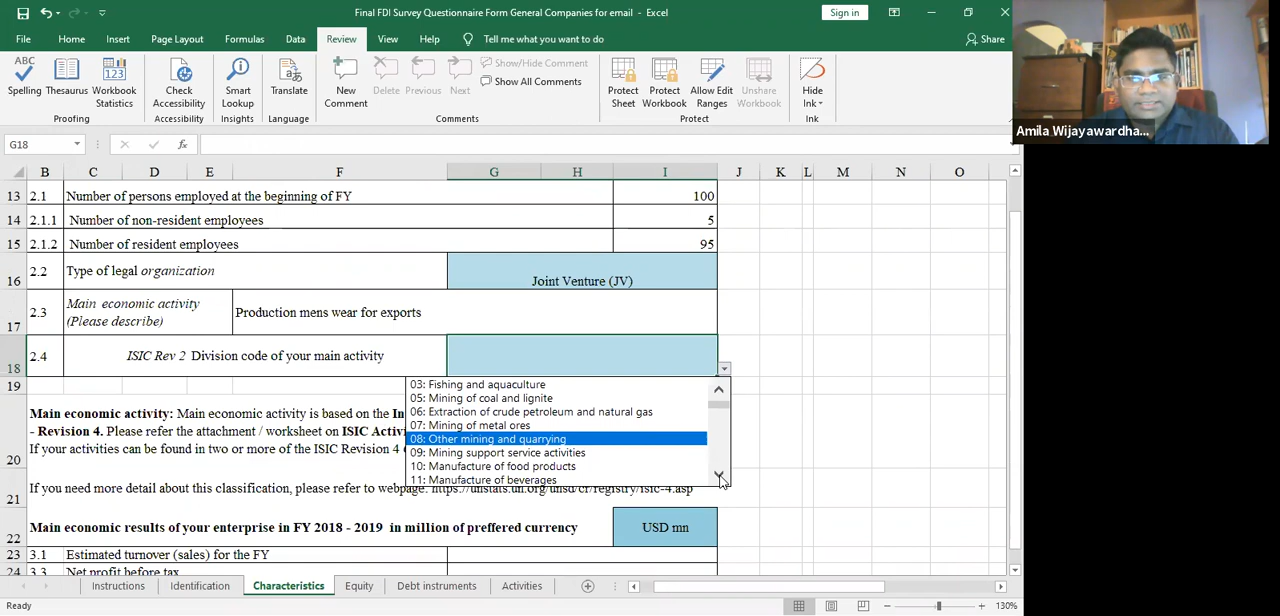 Final FDI Survey Questionnaire Form General Companies for email - Excel
Sign in
File Home Insert Page Layout Formulas Data Review View Help Tell me what you want to do Share
ABC
Spelling Thesaurus Workbook Statistics
123
Check Accessibility
Smart Lookup
Translate
New Comment
Delete Previous Next
Show/Hide Comment
Show All Comments
Protect Sheet
Protect Workbook
Allow Edit Ranges
Unshare Workbook
Hide Ink
Proofing Accessibility Insights Language Comments Protect Ink
Amila Wijayawardha...
G18 fx
B C D E F G H I J K L M N O
13 2.1 Number of persons employed at the beginning of FY 100
14 2.1.1 Number of non-resident employees 5
15 2.1.2 Number of resident employees 95
16 2.2 Type of legal organization Joint Venture (JV)
17 2.3 Main economic activity (Please describe) Production mens wear for exports
18 2.4 ISIC Rev 2 Division code of your main activity
19
03: Fishing and aquaculture
05: Mining of coal and lignite
06: Extraction of crude petroleum and natural gas
07: Mining of metal ores
08: Other mining and quarrying
09: Mining support service activities
10: Manufacture of food products
11: Manufacture of beverages
Main economic activity: Main economic activity is based on the In
- Revision 4. Please refer the attachment / worksheet on ISIC Activ
20 If your activities can be found in two or more of the ISIC Revision 4
21 If you need more detail about this classification, please refer to webpage: https://unstats.un.org/unsd/cr/registry/isic-4.asp
22 Main economic results of your enterprise in FY 2018 - 2019 in million of preffered currency USD mn
23 3.1 Estimated turnover (sales) for the FY
24 3.3 Net profit before tax
Instructions Identification Characteristics Equity Debt instruments Activities
Ready 130%